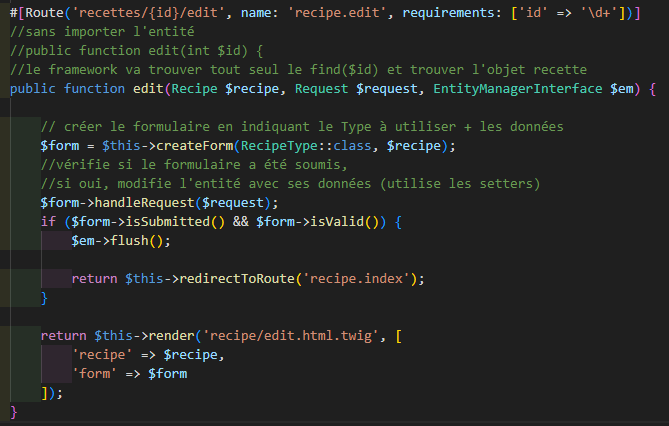 #[Route('recettes/{id}/edit', name: 'recipe.edit', requirements: ['id' => '\d+'])]
//sans importer l'entité
//public function edit(int $id) {
//le framework va trouver tout seul le find($id) et trouver l'objet recette
public function edit(Recipe $recipe, Request $request, EntityManagerInterface $em) {
// créer le formulaire en indiquant le Type à utiliser + les données
$form = $this->createForm(RecipeType::class, $recipe);
//vérifie si le formulaire a été soumis,
//si oui, modifie l'entité avec ses données (utilise les setters)
$form->handleRequest($request);
if ($form->isSubmitted() && $form->isValid()) {
$em->flush();
return $this->redirectToRoute('recipe.index');
}
return $this->render('recipe/edit.html.twig', [
'recipe' => $recipe,
'form' => $form
]);
}